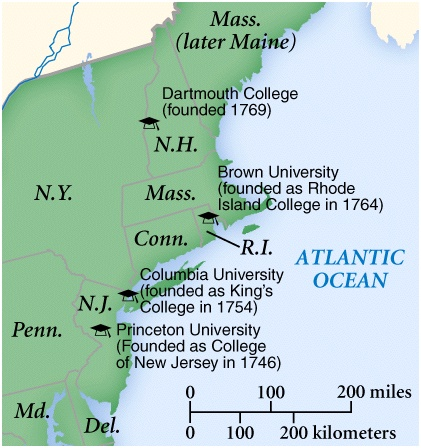 Mass.
(later Maine)
Dartmouth College
(founded 1769)
N.H.
Brown University
(founded as Rhode
Island College in 1764)
N.Y.
Mass.
Conn.
R.I.
ATLANTIC
OCEAN
Columbia University
(founded as King's
College in 1754)
N.J.
Princeton University
(Founded as College
of New Jersey in 1746)
Penn.
Md.
Del.
0 100 200 miles
0 100 200 kilometers